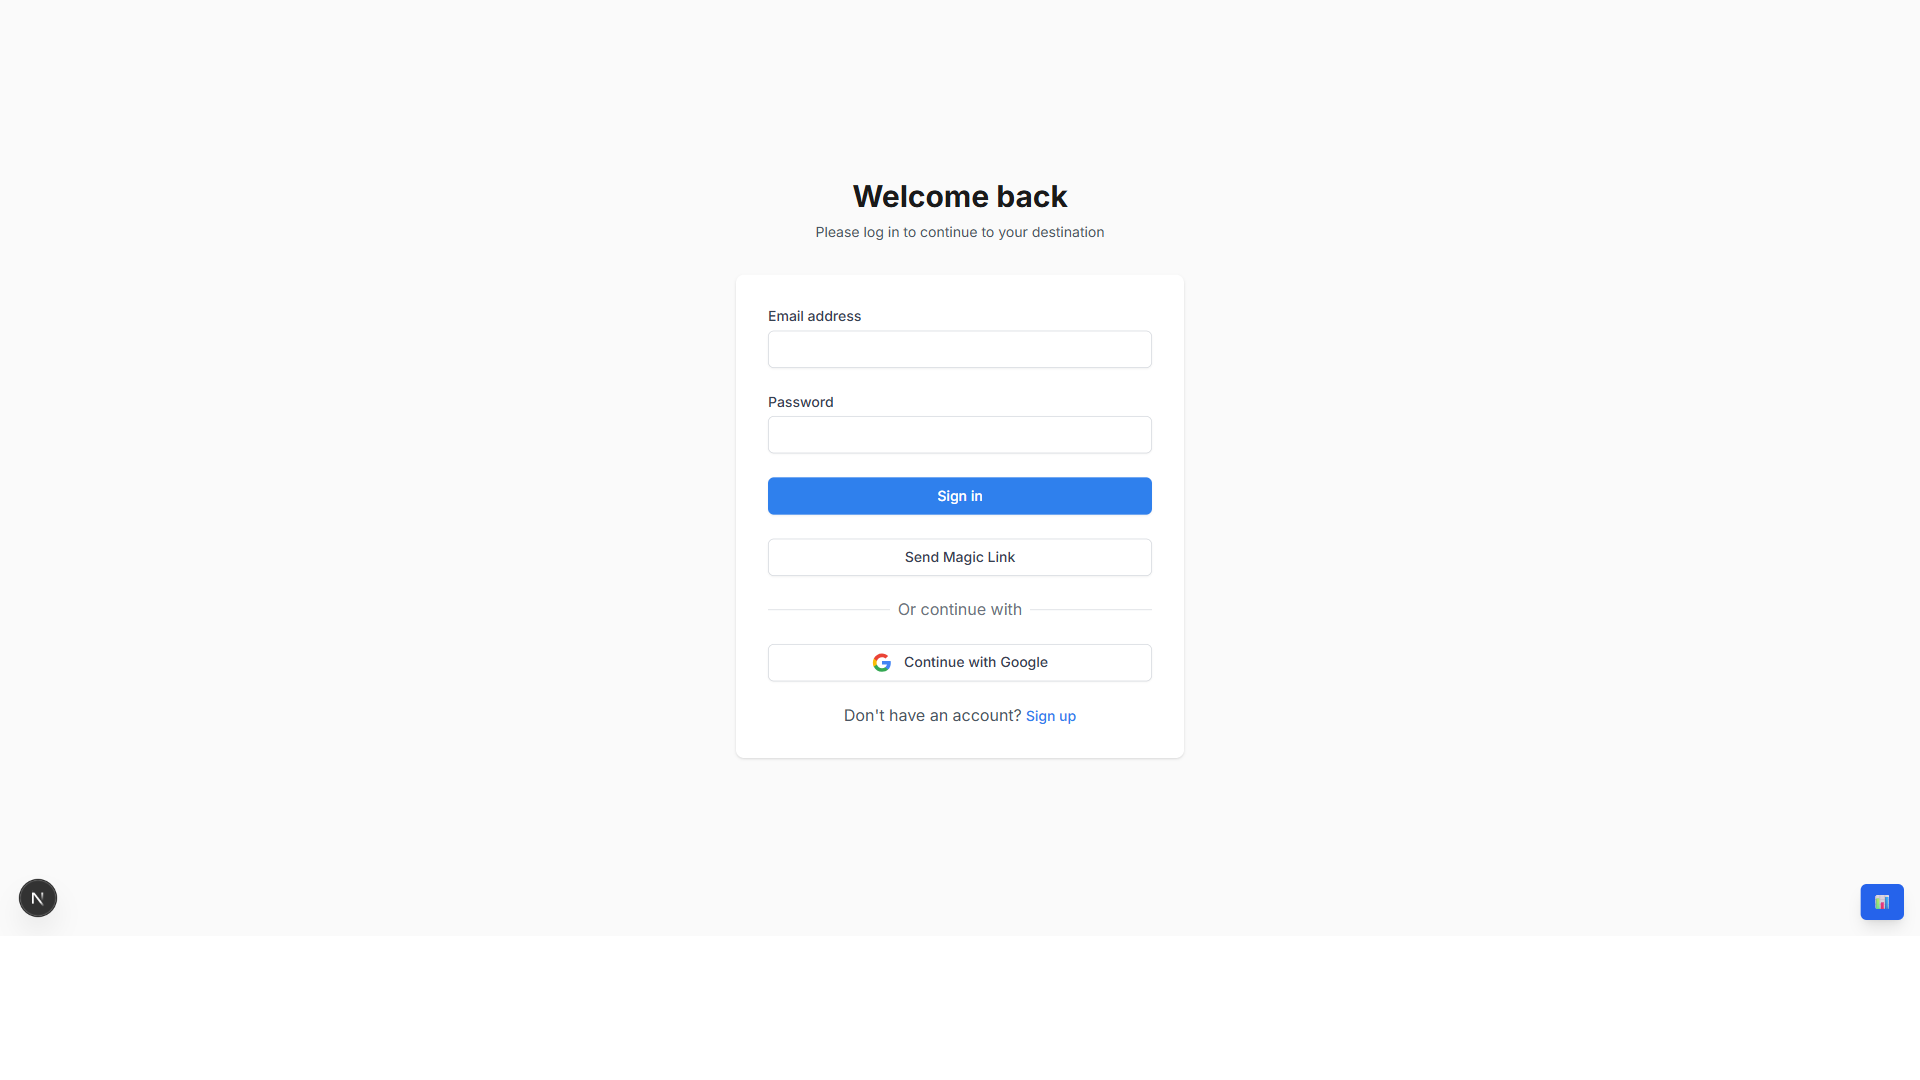 Welcome back
Please log in to continue to your destination
Email address
Password
Sign in
Send Magic Link
Or continue with
Continue with Google
Don't have an account? Sign up
N